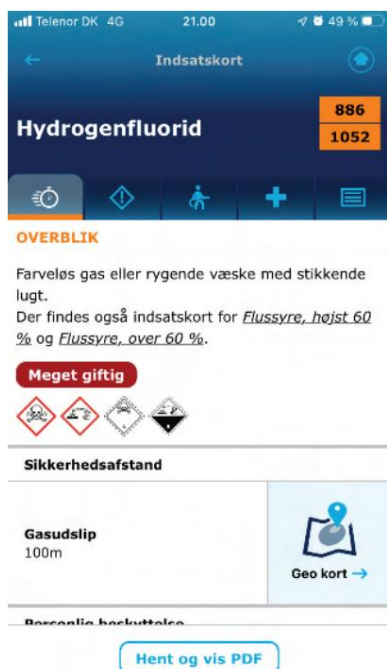 Telenor DK 4G 21.00 49 %
Indsatskort
Hydrogenfluorid
886
1052
OVERBLIK
Farveløs gas eller rygende væske med stikkende
lugt.
Der findes også indsatskort for Flussyre, højst 60
% og Flussyre, over 60 %.
Meget giftig
Sikkerhedsafstand
Gasudslip
100m
Geo kort →
Personlig beskyttelse
Hent og vis PDF